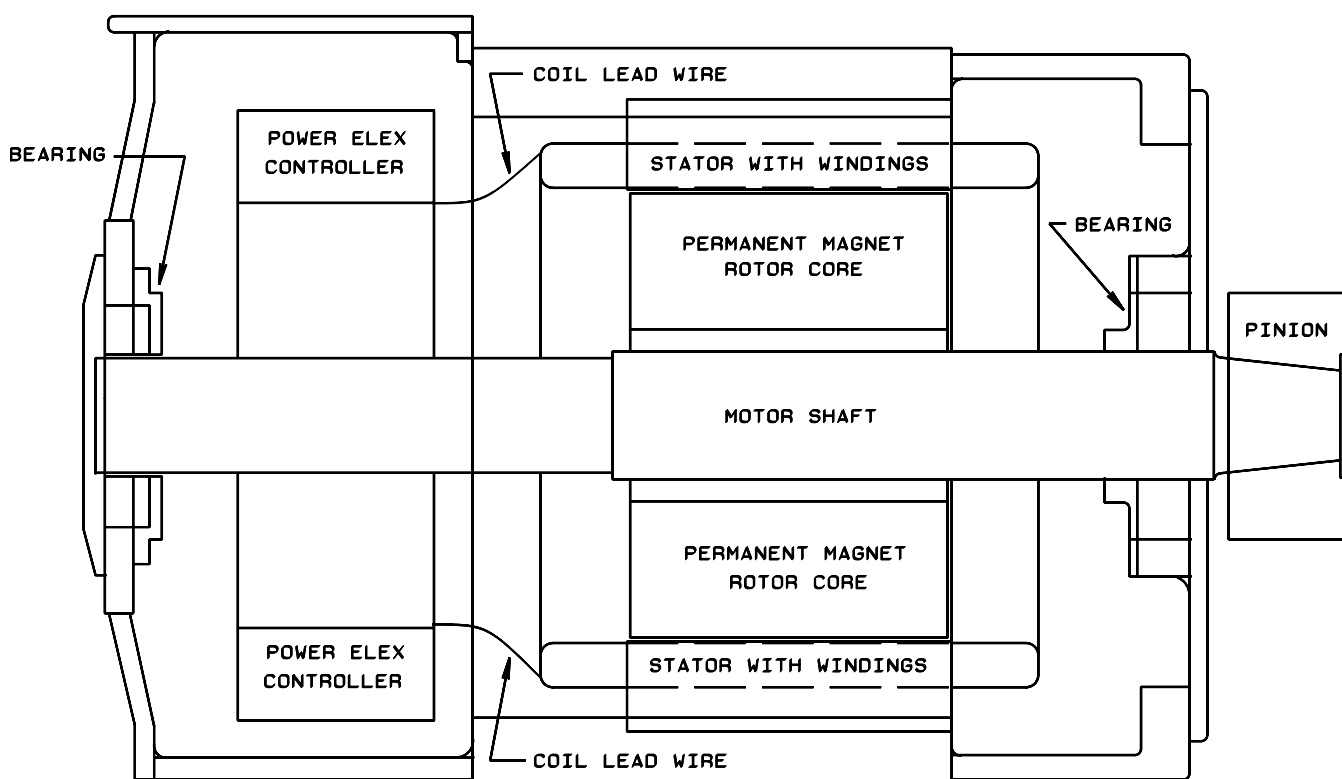 COIL LEAD WIRE
POWER ELEX
CONTROLLER
BEARING
STATOR WITH WINDINGS
BEARING
PERMANENT MAGNET
ROTOR CORE
PINION
MOTOR SHAFT
PERMANENT MAGNET
ROTOR CORE
POWER ELEX
CONTROLLER
STATOR WITH WINDINGS
COIL LEAD WIRE